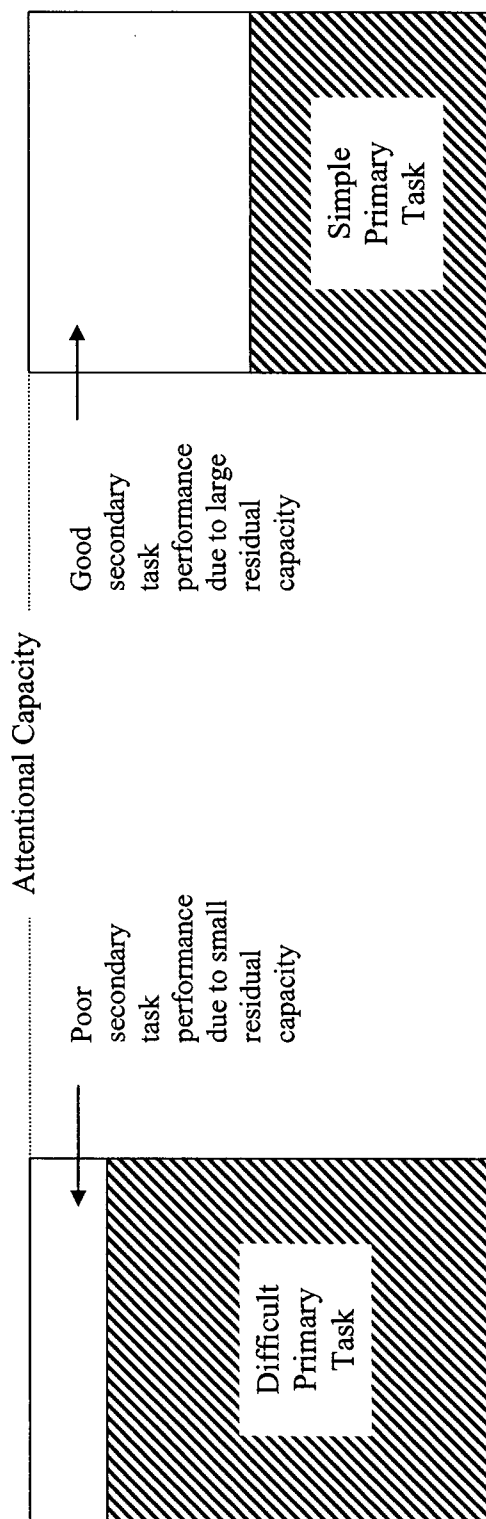 Attentional Capacity
Poor
secondary
task
performance
due to small
residual
capacity
Good
secondary
task
performance
due to large
residual
capacity
Difficult
Primary
Task
Simple
Primary
Task